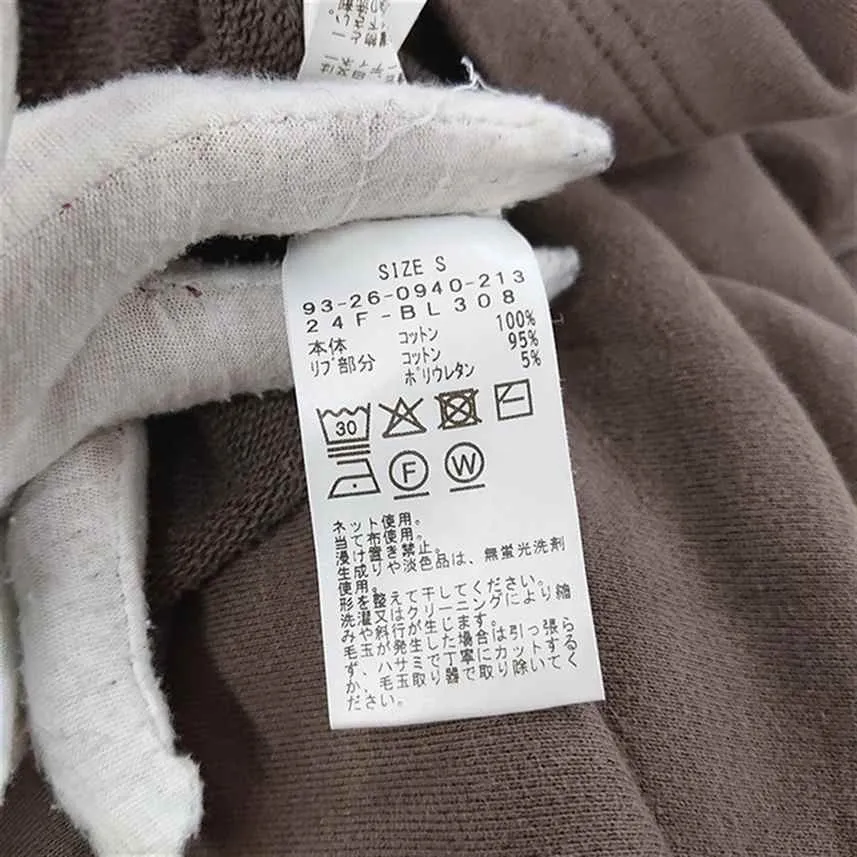 下さい。
SIZE S
93-26-0940-213
24F-BL308
本体 コットン 100%
リブ部分 コットン 95%
ポリウレタン 5%
30
F W
ネット使用。
当て布使用。
浸け置き禁止。
生成りや淡色品は、無蛍光洗剤
使用。
形を整えて干してください。
洗濯又はクリーニングにより縮
みや斜行が生じます。
毛玉が発生した場合は引っ張ら
ず、ハサミで丁寧にカットする
か、毛玉取り器で取り除いてく
ださい。